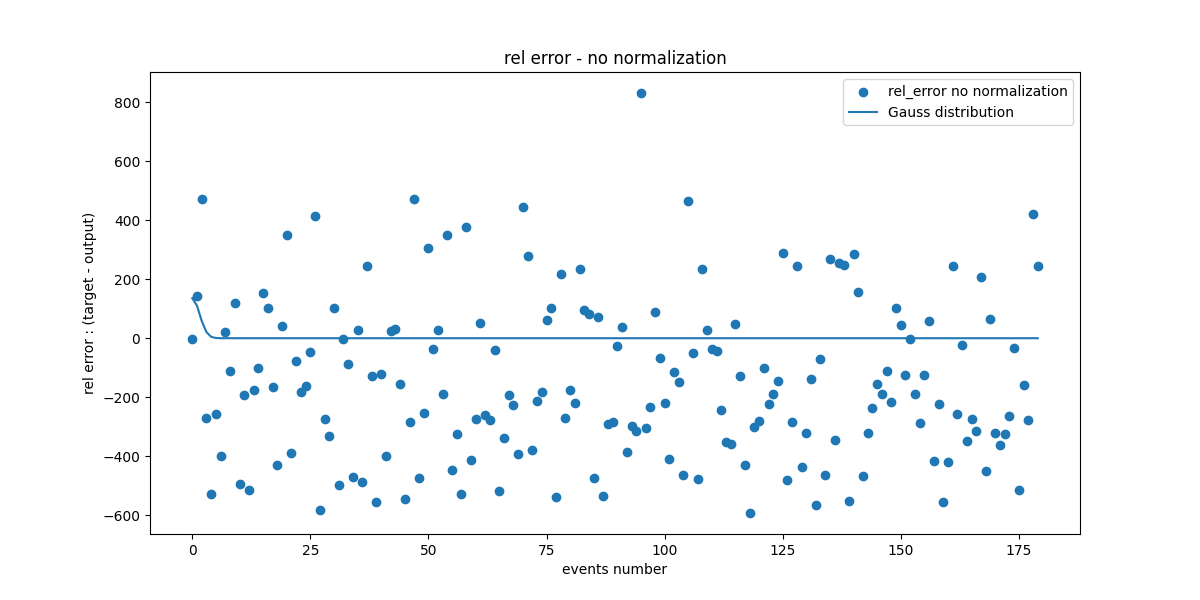 rel error - no normalization
rel_error no normalization
Gauss distribution
rel error : (target - output)
800
600
400
200
0
−200
−400
−600
0 25 50 75 100 125 150 175
events number